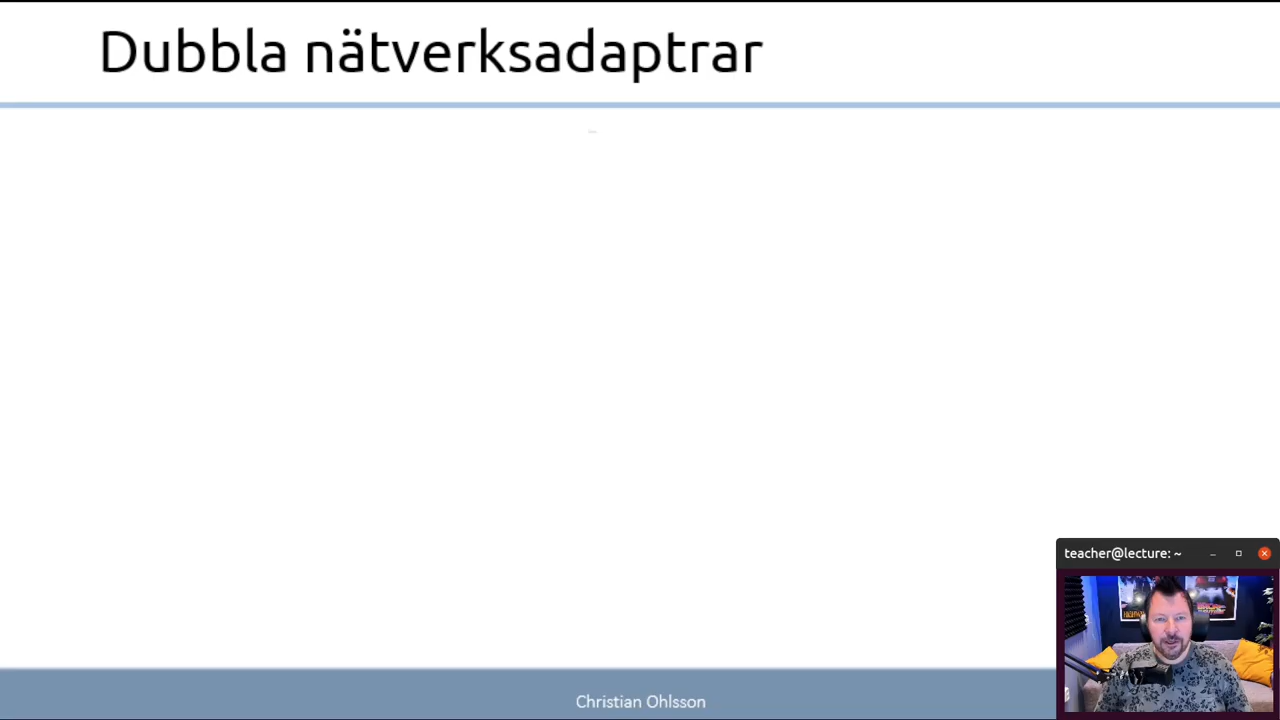 Dubbla nätverksadaptrar
teacher@lecture: ~
Christian Ohlsson